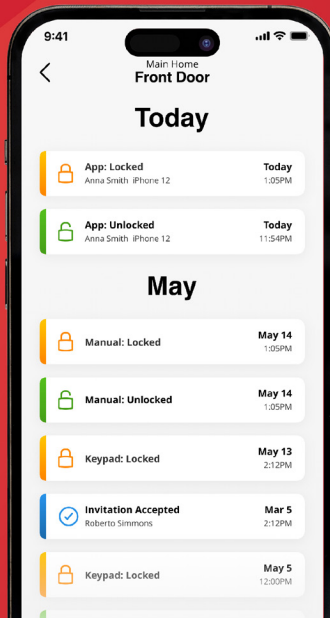 9:41
Main Home
Front Door
Today
App: Locked Today
Anna Smith iPhone 12 1:05PM
App: Unlocked Today
Anna Smith iPhone 12 11:54PM
May
Manual: Locked May 14
1:05PM
Manual: Unlocked May 14
1:05PM
Keypad: Locked May 13
2:12PM
Invitation Accepted Mar 5
Roberto Simmons 2:12PM
Keypad: Locked May 5
12:00PM